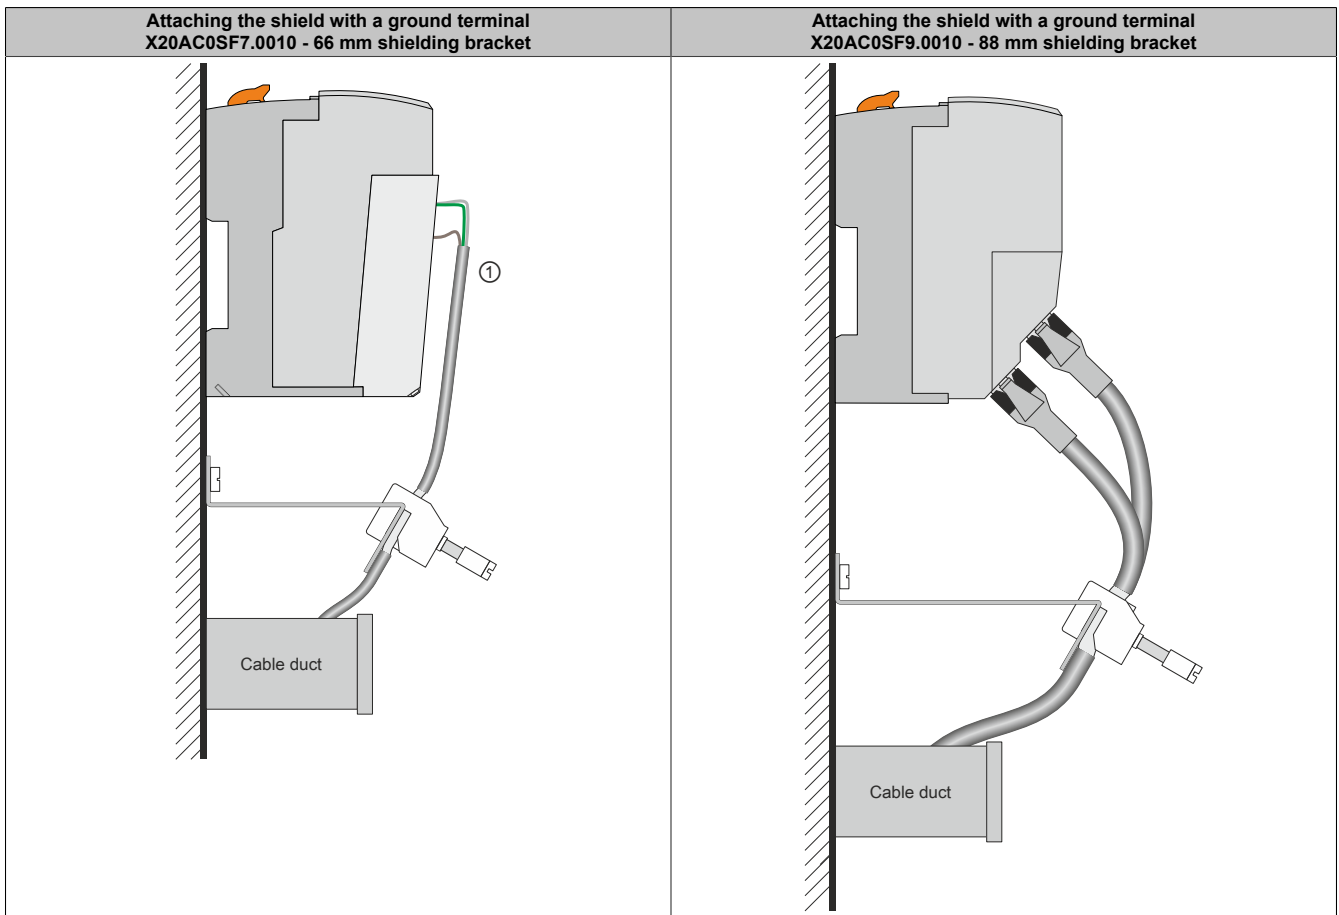 Attaching the shield with a ground terminal
X20AC0SF7.0010 - 66 mm shielding bracket
Attaching the shield with a ground terminal
X20AC0SF9.0010 - 88 mm shielding bracket
①
Cable duct
Cable duct